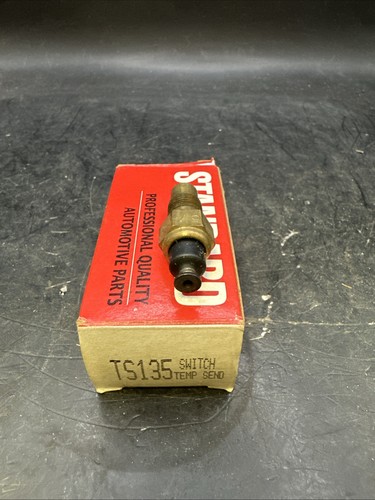 STANDARD
PROFESSIONAL QUALITY
AUTOMOTIVE PARTS
TS135 SWITCH
TEMP SEND